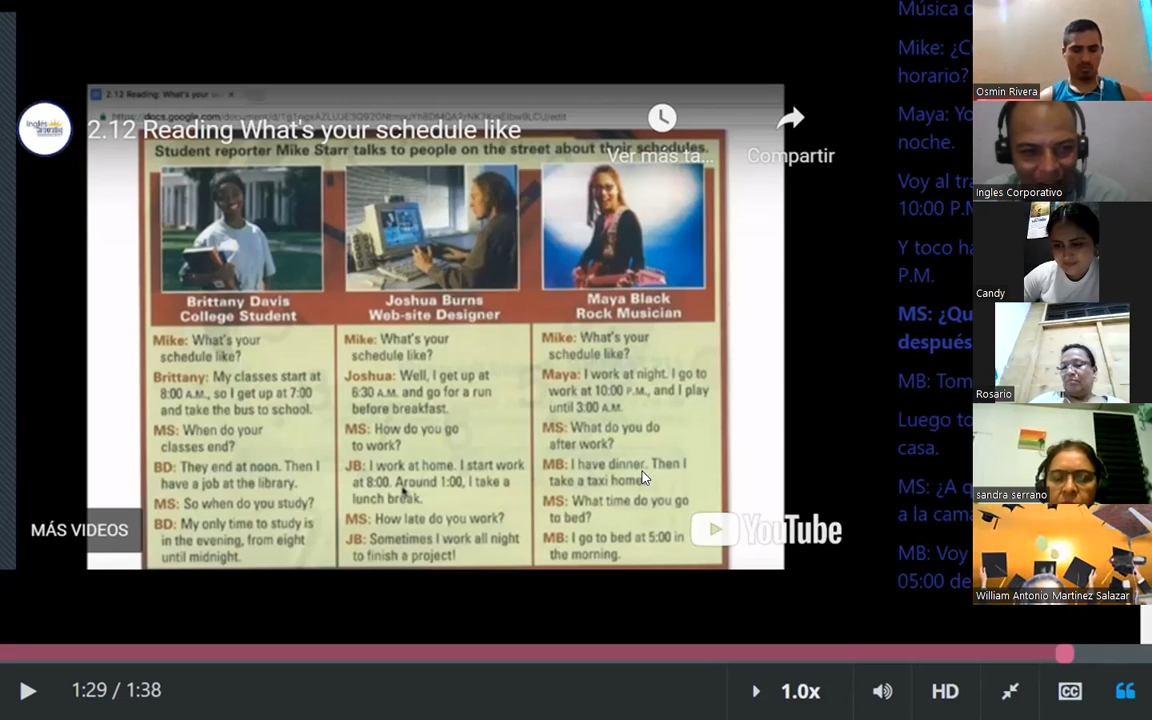 2.12 Reading: What's your
2.12 Reading What's your schedule like
Ver más ta...
Compartir
Student reporter Mike Starr talks to people on the street about their schedules.
Brittany Davis
College Student
Mike: What's your
schedule like?
Brittany: My classes start at
8:00 A.M., so I get up at 7:00
and take the bus to school.
MS: When do your
classes end?
BD: They end at noon. Then I
have a job at the library.
MS: So when do you study?
BD: My only time to study is
in the evening, from eight
until midnight.
Joshua Burns
Web-site Designer
Mike: What's your
schedule like?
Joshua: Well, I get up at
6:30 A.M. and go for a run
before breakfast.
MS: How do you go
to work?
JB: I work at home. I start work
at 8:00. Around 1:00, I take a
lunch break.
MS: How late do you work?
JB: Sometimes I work all night
to finish a project!
Maya Black
Rock Musician
Mike: What's your
schedule like?
Maya: I work at night. I go to
work at 10:00 P.M., and I play
until 3:00 A.M.
MS: What do you do
after work?
MB: I have dinner. Then I
take a taxi home.
MS: What time do you go
to bed?
MB: I go to bed at 5:00 in
the morning.
MÁS VIDEOS
YouTube
Música
Mike: ¿C
horario?
Maya: Yo
noche.
Voy al tra
10:00 P.M
Y toco ha
P.M.
MS: ¿Qu
después
MB: Tom
Luego to
casa.
MS: ¿A q
a la cama
MB: Voy
05:00 de
Osmín Rivera
Ingles Corporativo
Candy
Rosario
sandra serrano
William Antonio Martinez Salazar
1:29 / 1:38
1.0x
HD
CC